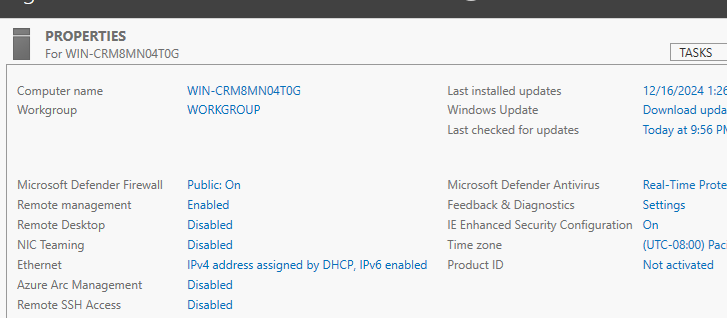 PROPERTIES
For WIN-CRM8MN04T0G
TASKS
Computer name WIN-CRM8MN04T0G Last installed updates 12/16/2024 1:26
Workgroup WORKGROUP Windows Update Download upda
Last checked for updates Today at 9:56 PM
Microsoft Defender Firewall Public: On Microsoft Defender Antivirus Real-Time Prote
Remote management Enabled Feedback & Diagnostics Settings
Remote Desktop Disabled IE Enhanced Security Configuration On
NIC Teaming Disabled Time zone (UTC-08:00) Pac
Ethernet IPv4 address assigned by DHCP, IPv6 enabled Product ID Not activated
Azure Arc Management Disabled
Remote SSH Access Disabled